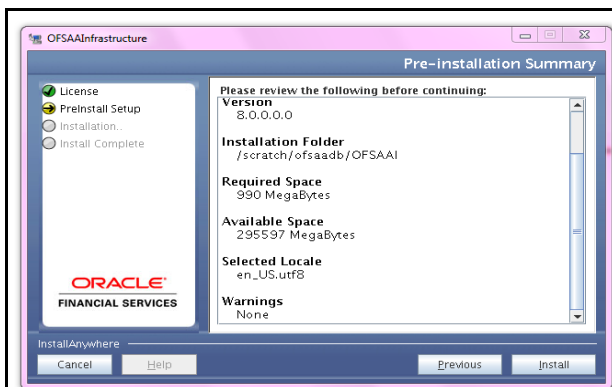 OFSAAInfrastructure
Pre-installation Summary
License
PreInstall Setup
Installation..
Install Complete
ORACLE
FINANCIAL SERVICES
Please review the following before continuing:
Version
8.0.0.0.0
Installation Folder
/scratch/ofsaadb/OFSAAI
Required Space
990 MegaBytes
Available Space
295597 MegaBytes
Selected Locale
en_US.utf8
Warnings
None
InstallAnywhere
Cancel
Help
Previous
Install